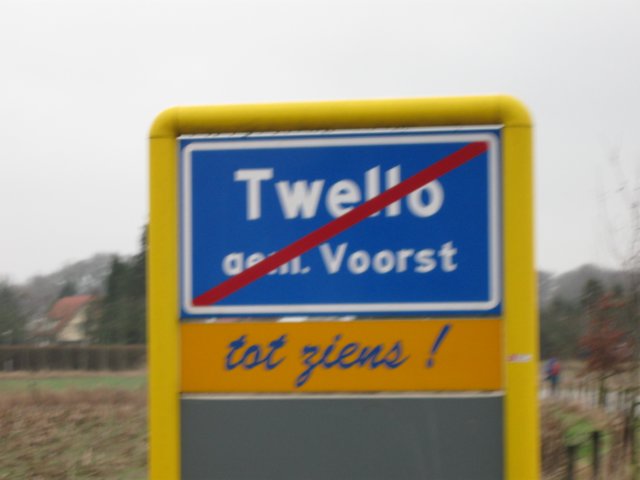 Twello
gem. Voorst
tot ziens !